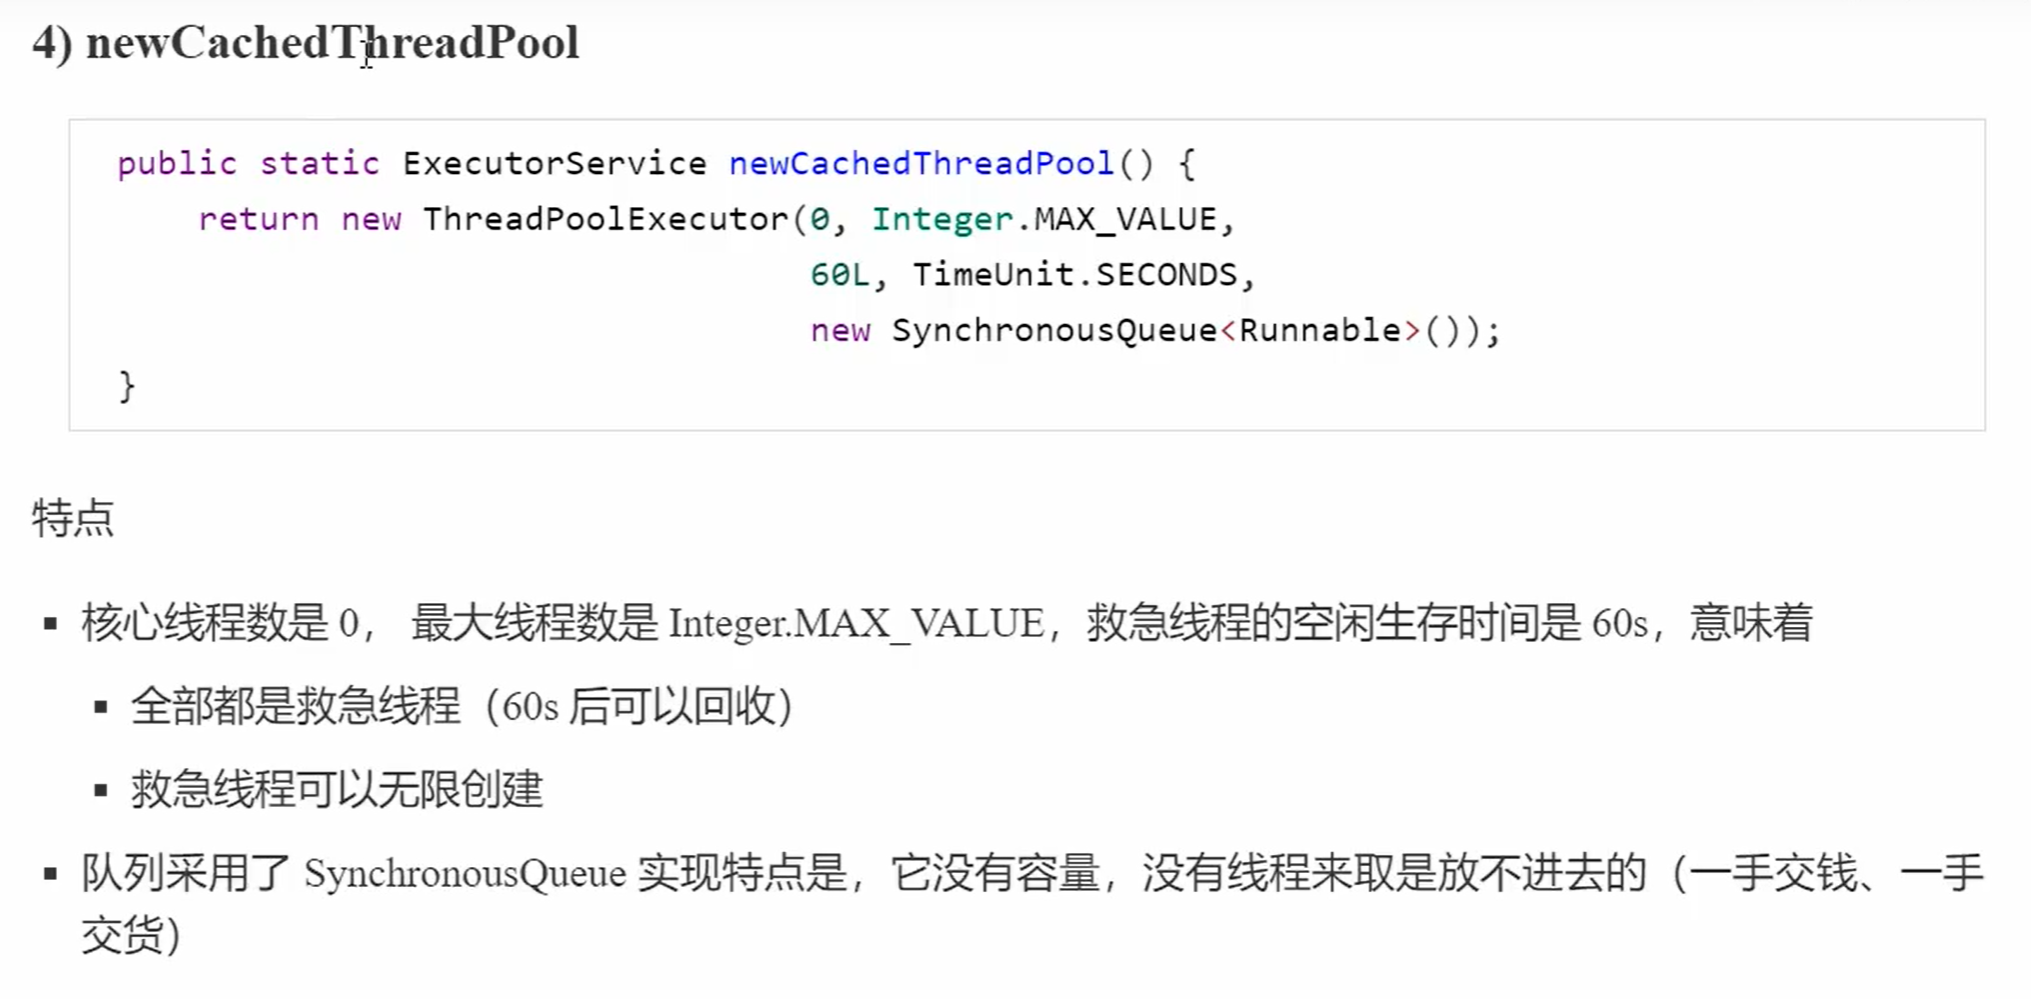 4) newCachedThreadPool
public static ExecutorService newCachedThreadPool() {
    return new ThreadPoolExecutor(0, Integer.MAX_VALUE,
                                  60L, TimeUnit.SECONDS,
                                  new SynchronousQueue<Runnable>());
}
特点
▪ 核心线程数是 0， 最大线程数是 Integer.MAX_VALUE，救急线程的空闲生存时间是 60s，意味着
▪ 全部都是救急线程（60s 后可以回收）
▪ 救急线程可以无限创建
▪ 队列采用了 SynchronousQueue 实现特点是，它没有容量，没有线程来取是放不进去的（一手交钱、一手
交货）